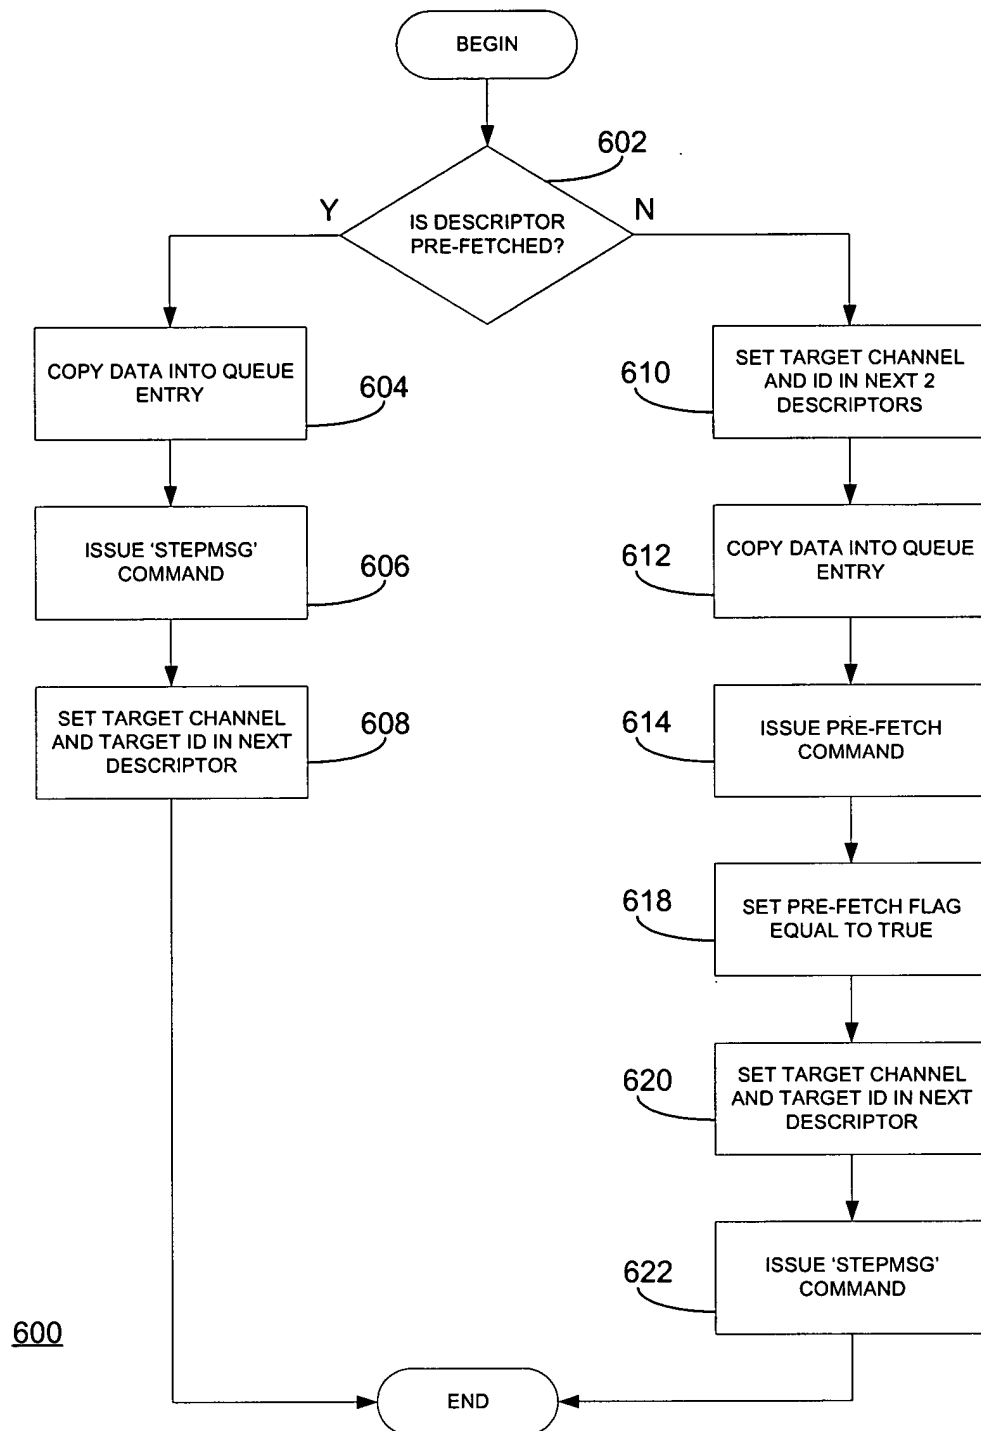 BEGIN
602
Y
N
IS DESCRIPTOR
PRE-FETCHED?
COPY DATA INTO QUEUE
ENTRY
604
ISSUE 'STEPMSG'
COMMAND
606
SET TARGET CHANNEL
AND TARGET ID IN NEXT
DESCRIPTOR
608
610
SET TARGET CHANNEL
AND ID IN NEXT 2
DESCRIPTORS
612
COPY DATA INTO QUEUE
ENTRY
614
ISSUE PRE-FETCH
COMMAND
618
SET PRE-FETCH FLAG
EQUAL TO TRUE
620
SET TARGET CHANNEL
AND TARGET ID IN NEXT
DESCRIPTOR
622
ISSUE 'STEPMSG'
COMMAND
600
END